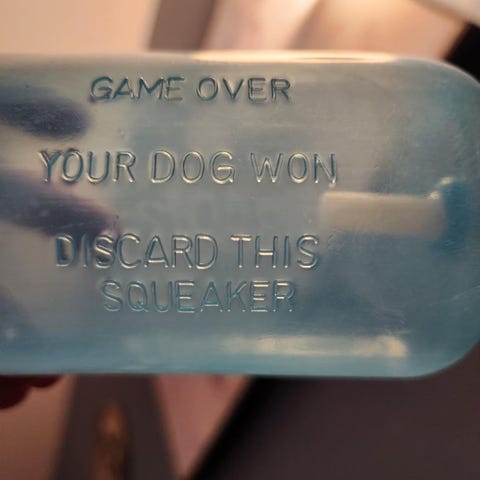 GAME OVER
YOUR DOG WON
DISCARD THIS
SQUEAKER